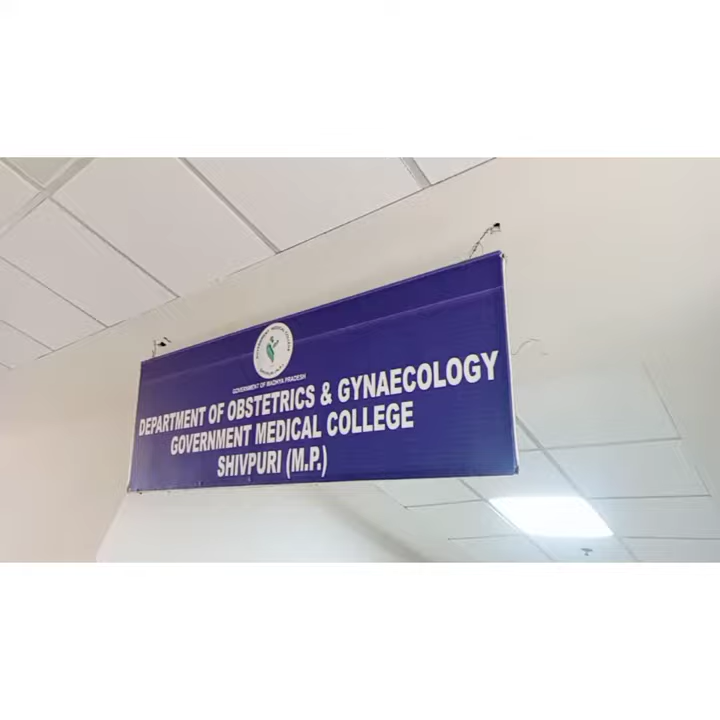 GOVERNMENT OF MADHYA PRADESH
DEPARTMENT OF OBSTETRICS & GYNAECOLOGY
GOVERNMENT MEDICAL COLLEGE
SHIVPURI (M.P.)